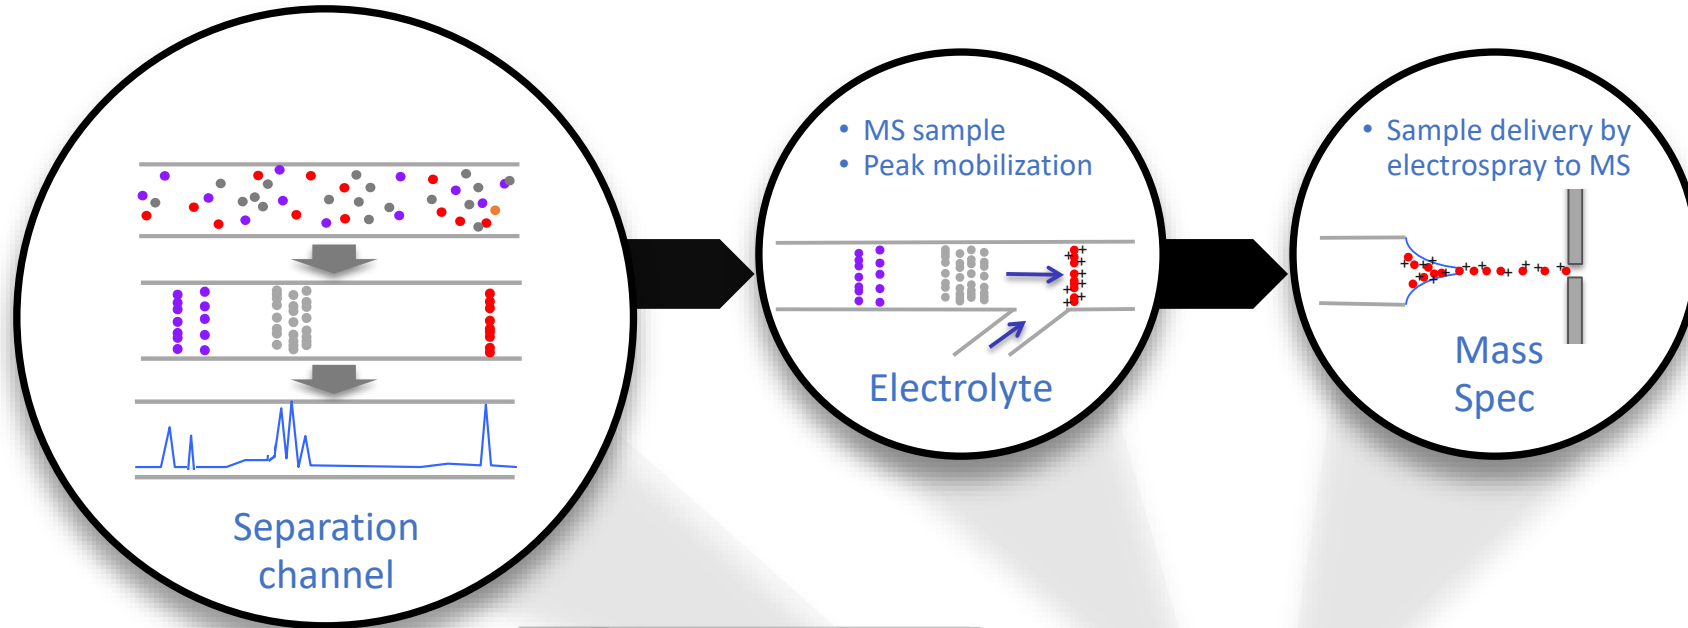 • MS sample
• Peak mobilization
• Sample delivery by
electrospray to MS
Separation
channel
Electrolyte
Mass
Spec